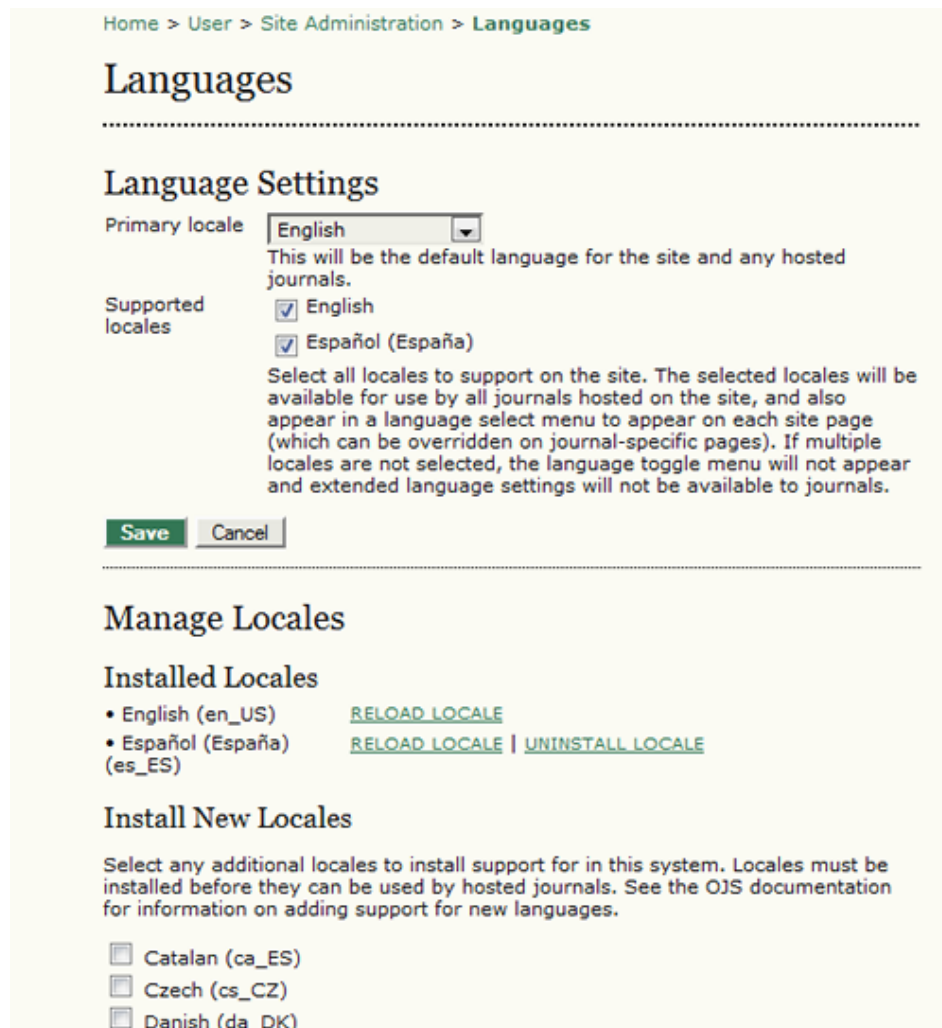 Home > User > Site Administration > Languages
Languages
Language Settings
Primary locale English
This will be the default language for the site and any hosted
journals.
Supported
locales
English
Español (España)
Select all locales to support on the site. The selected locales will be
available for use by all journals hosted on the site, and also
appear in a language select menu to appear on each site page
(which can be overridden on journal-specific pages). If multiple
locales are not selected, the language toggle menu will not appear
and extended language settings will not be available to journals.
Save Cancel
Manage Locales
Installed Locales
• English (en_US) RELOAD LOCALE
• Español (España) RELOAD LOCALE | UNINSTALL LOCALE
(es_ES)
Install New Locales
Select any additional locales to install support for in this system. Locales must be
installed before they can be used by hosted journals. See the OJS documentation
for information on adding support for new languages.
Catalan (ca_ES)
Czech (cs_CZ)
Danish (da_DK)